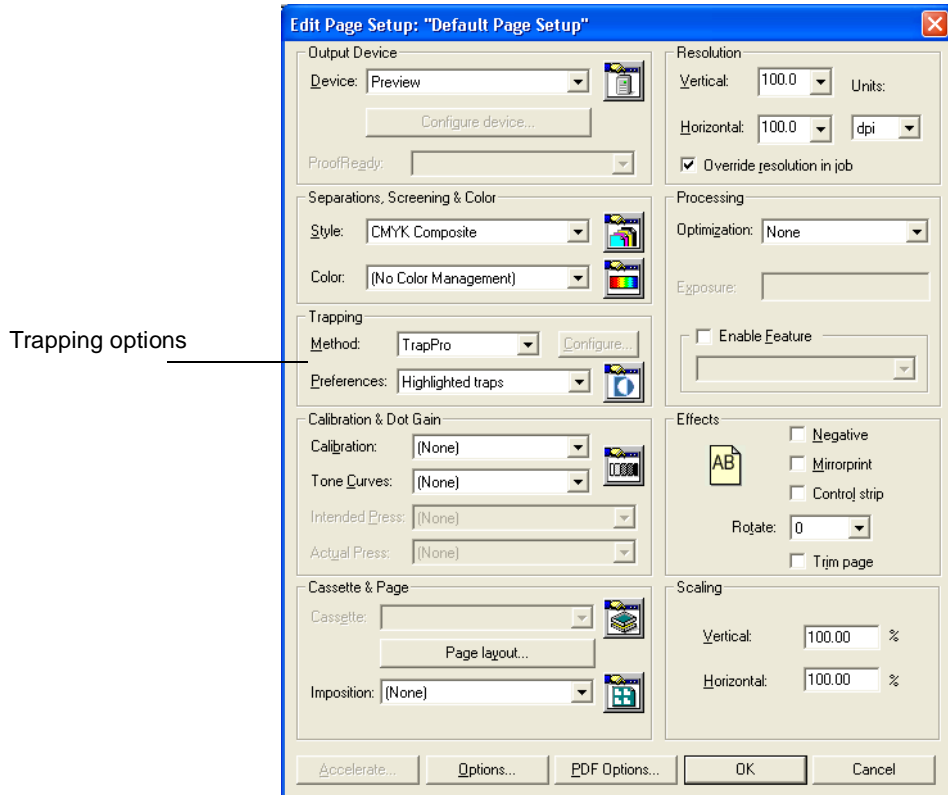 Edit Page Setup: "Default Page Setup"
Output Device
Device: Preview
Configure device...
ProofReady:
Resolution
Vertical: 100.0 Units:
Horizontal: 100.0 dpi
Override resolution in job
Separations, Screening & Color
Style: CMYK Composite
Color: (No Color Management)
Processing
Optimization: None
Exposure:
Enable Feature
Trapping options
Trapping
Method: TrapPro Configure...
Preferences: Highlighted traps
Calibration & Dot Gain
Calibration: (None)
Tone Curves: (None)
Intended Press: (None)
Actual Press: (None)
Effects
AB
Negative
Mirrorprint
Control strip
Rotate: 0
Trim page
Cassette & Page
Cassette:
Page layout...
Imposition: (None)
Scaling
Vertical: 100.00 %
Horizontal: 100.00 %
Accelerate... Options... PDF Options... OK Cancel